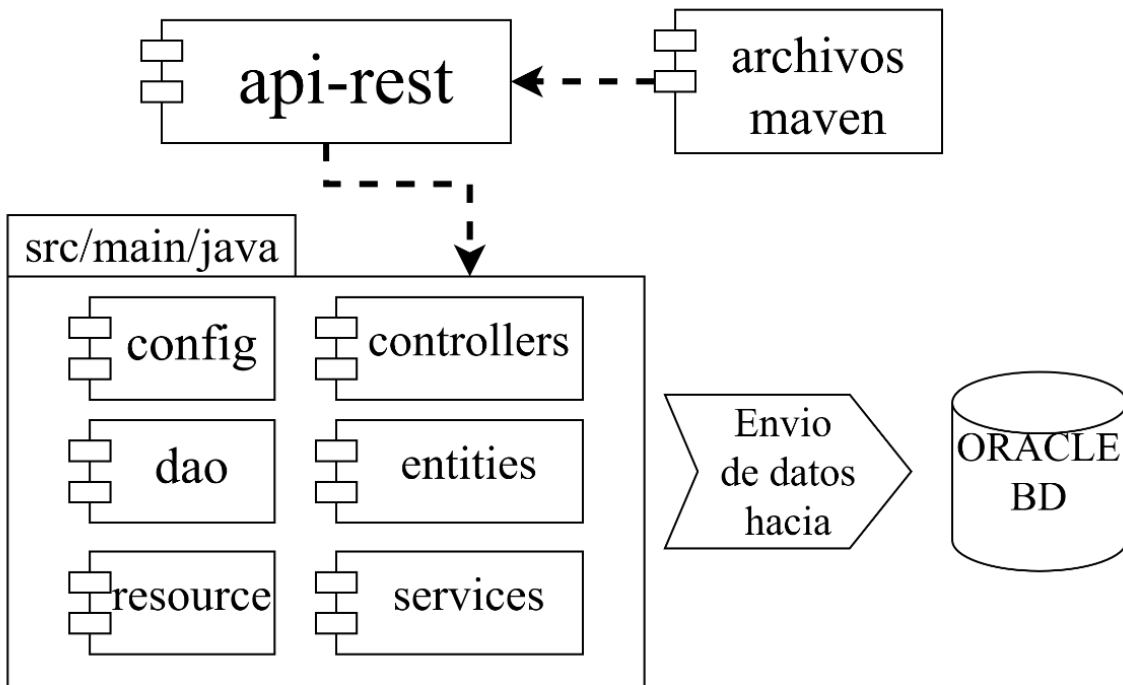 api-rest
archivos
maven
src/main/java
config
controllers
dao
entities
resource
services
Envio
de datos
hacia
ORACLE
BD